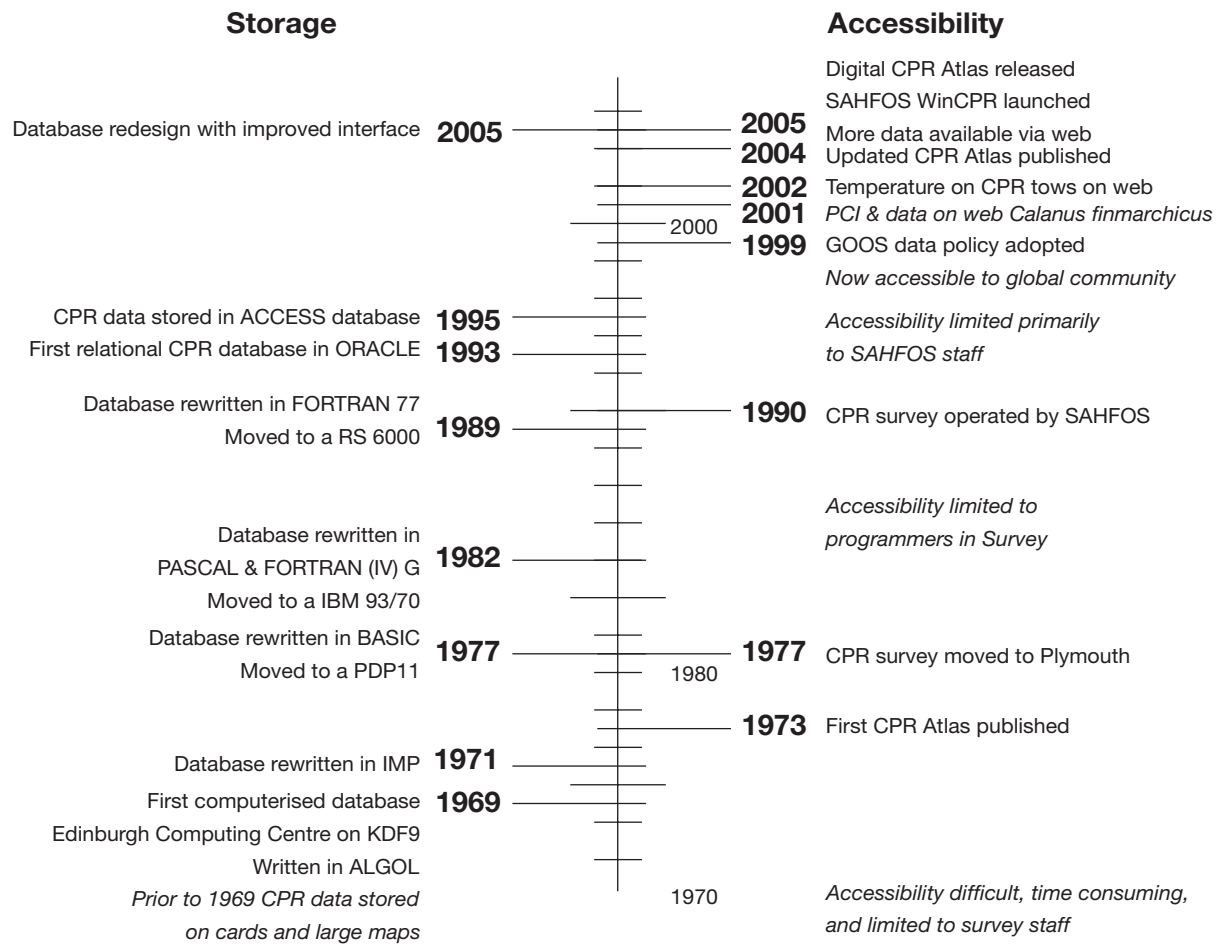 Storage
Accessibility
Digital CPR Atlas released
SAHFOS WinCPR launched
Database redesign with improved interface 2005
2005 More data available via web
2004 Updated CPR Atlas published
2002 Temperature on CPR tows on web
2001 PCI & data on web Calanus finmarchicus
2000
1999 GOOS data policy adopted
Now accessible to global community
CPR data stored in ACCESS database 1995
Accessibility limited primarily
to SAHFOS staff
First relational CPR database in ORACLE 1993
Database rewritten in FORTRAN 77
Moved to a RS 6000 1989
1990 CPR survey operated by SAHFOS
Accessibility limited to
programmers in Survey
Database rewritten in
PASCAL & FORTRAN (IV) G 1982
Moved to a IBM 93/70
Database rewritten in BASIC
Moved to a PDP11 1977
1977 CPR survey moved to Plymouth
1980
1973 First CPR Atlas published
Database rewritten in IMP 1971
First computerised database 1969
Edinburgh Computing Centre on KDF9
Written in ALGOL
Prior to 1969 CPR data stored
on cards and large maps
1970
Accessibility difficult, time consuming,
and limited to survey staff